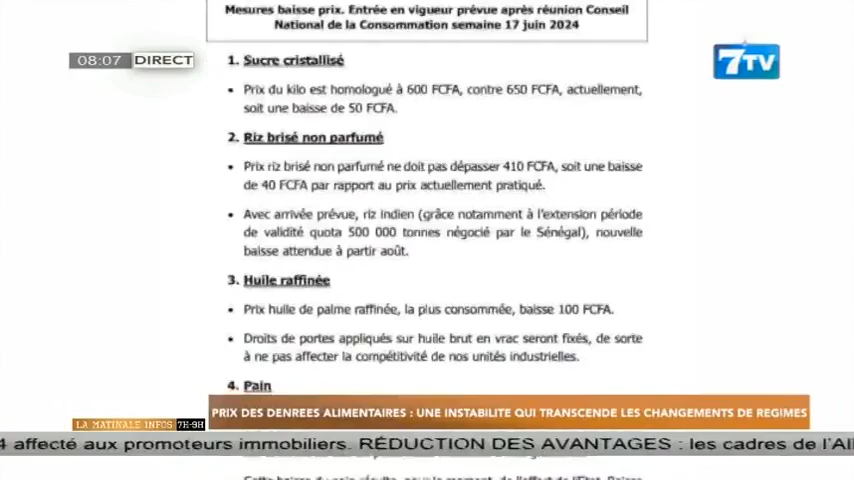 Mesures baisse prix. Entrée en vigueur prévue après réunion Conseil
National de la Consommation semaine 17 juin 2024
08:07 DIRECT
7TV
1. Sucre cristallisé
• Prix du kilo est homologué à 600 FCFA, contre 650 FCFA, actuellement,
soit une baisse de 50 FCFA.
2. Riz brisé non parfumé
• Prix riz brisé non parfumé ne doit pas dépasser 410 FCFA, soit une baisse
de 40 FCFA par rapport au prix actuellement pratiqué.
• Avec arrivée prévue, riz indien (grâce notamment à l'extension période
de validité quota 500 000 tonnes négocié par le Sénégal), nouvelle
baisse attendue à partir août.
3. Huile raffinée
• Prix huile de palme raffinée, la plus consommée, baisse 100 FCFA.
• Droits de portes appliqués sur huile brut en vrac seront fixés, de sorte
à ne pas affecter la compétitivité de nos unités industrielles.
4. Pain
PRIX DES DENREES ALIMENTAIRES : UNE INSTABILITE QUI TRANSCENDE LES CHANGEMENTS DE REGIMES
LA MATINALE INFOS 7H-9H
4 affecté aux promoteurs immobiliers. RÉDUCTION DES AVANTAGES : les cadres de l'AI